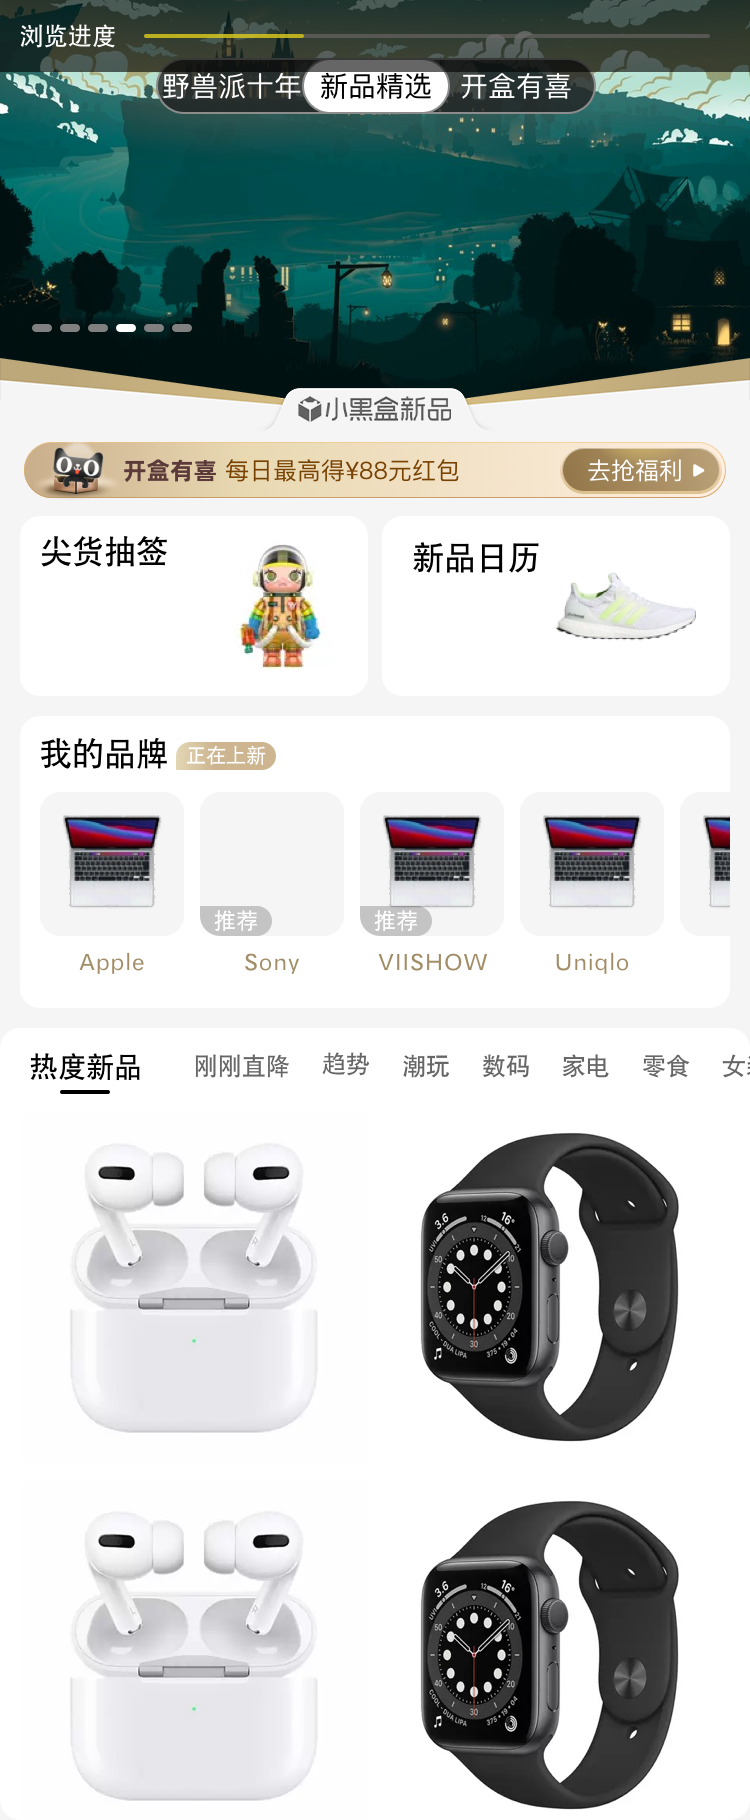 浏览进度
野兽派十年 新品精选 开盒有喜
小黑盒新品
开盒有喜 每日最高得¥88元红包 去抢福利
尖货抽签
新品日历
我的品牌 正在上新
推荐 推荐
Apple Sony VIISHOW Uniqlo
热度新品 刚刚直降 趋势 潮玩 数码 家电 零食 女